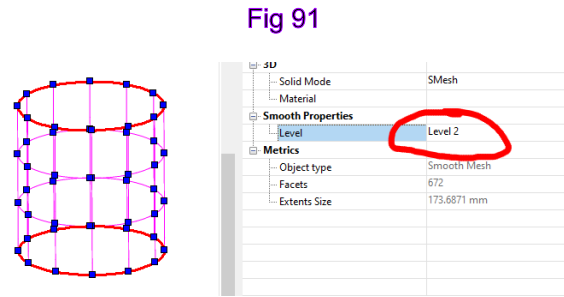 Fig 91
3D
Solid Mode SMesh
Material
Smooth Properties
Level Level 2
Metrics
Object type Smooth Mesh
Facets 672
Extents Size 173.6871 mm